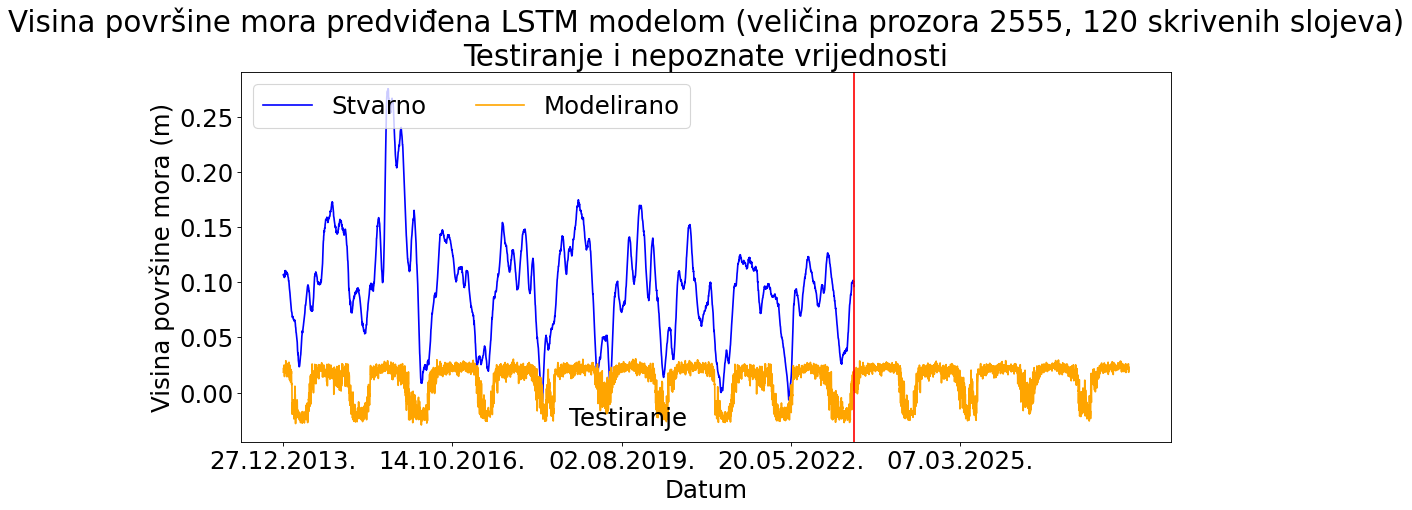 Visina površine mora predviđena LSTM modelom (veličina prozora 2555, 120 skrivenih slojeva)
Testiranje i nepoznate vrijednosti
Stvarno Modelirano
Visina površine mora (m)
0.25
0.20
0.15
0.10
0.05
0.00
Testiranje
27.12.2013. 14.10.2016. 02.08.2019. 20.05.2022. 07.03.2025.
Datum